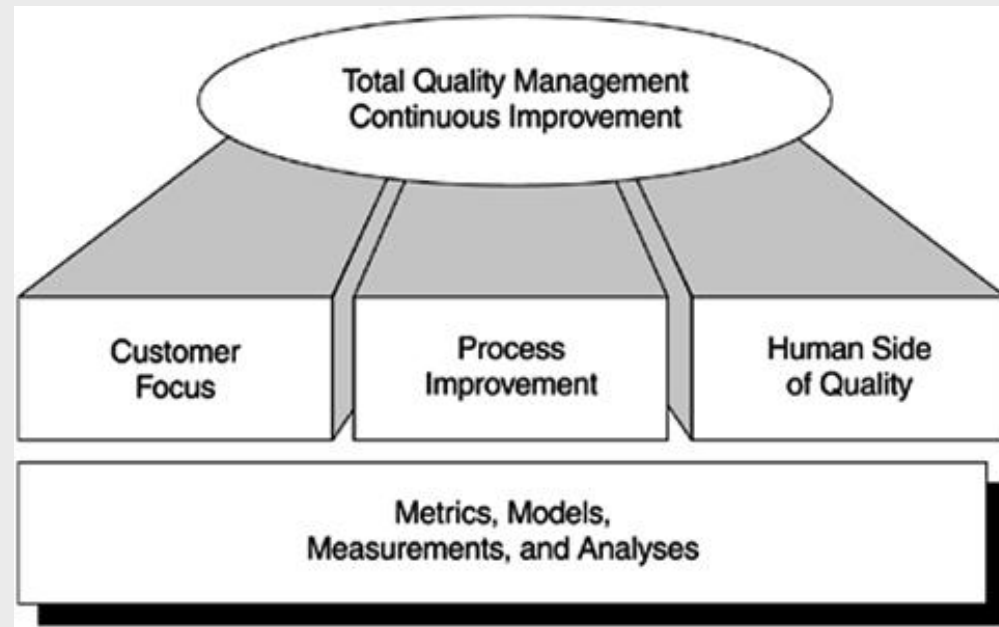 Total Quality Management
Continuous Improvement
Customer
Focus
Process
Improvement
Human Side
of Quality
Metrics, Models,
Measurements, and Analyses